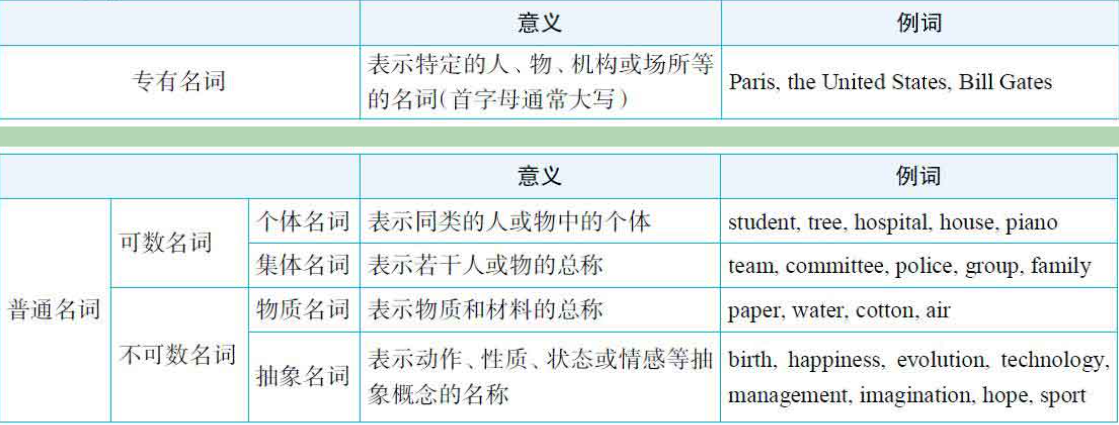 意义 例词
专有名词 表示特定的人、物、机构或场所等的名词(首字母通常大写) Paris, the United States, Bill Gates
意义 例词
普通名词 可数名词 个体名词 表示同类的人或物中的个体 student, tree, hospital, house, piano
集体名词 表示若干人或物的总称 team, committee, police, group, family
不可数名词 物质名词 表示物质和材料的总称 paper, water, cotton, air
抽象名词 表示动作、性质、状态或情感等抽象概念的名称 birth, happiness, evolution, technology, management, imagination, hope, sport